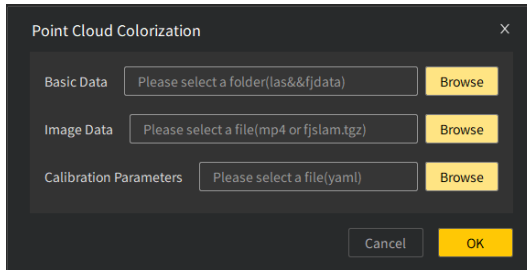 Point Cloud Colorization X
Basic Data Please select a folder(las&&fjdata) Browse
Image Data Please select a file(mp4 or fjslam.tgz) Browse
Calibration Parameters Please select a file(yaml) Browse
Cancel OK